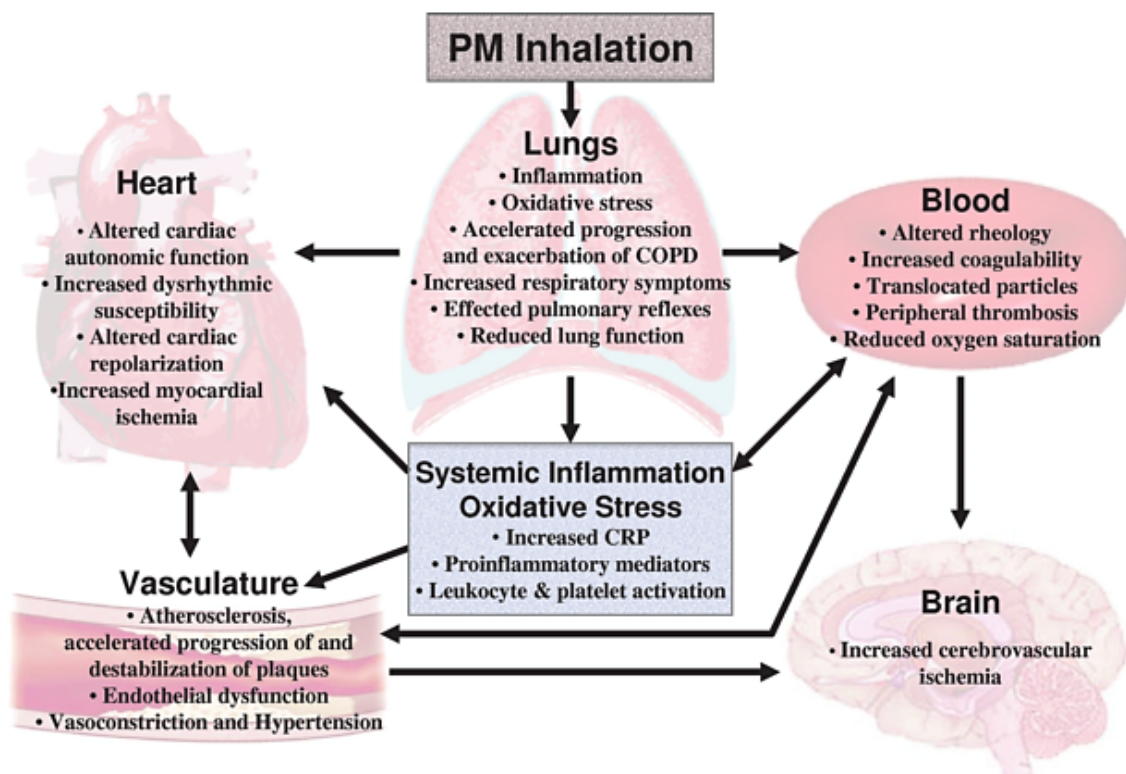 PM Inhalation
Lungs
• Inflammation
• Oxidative stress
• Accelerated progression
and exacerbation of COPD
• Increased respiratory symptoms
• Effected pulmonary reflexes
• Reduced lung function
Heart
• Altered cardiac
autonomic function
• Increased dysrhythmic
susceptibility
• Altered cardiac
repolarization
•Increased myocardial
ischemia
Blood
• Altered rheology
• Increased coagulability
• Translocated particles
• Peripheral thrombosis
• Reduced oxygen saturation
Systemic Inflammation
Oxidative Stress
• Increased CRP
• Proinflammatory mediators
• Leukocyte & platelet activation
Vasculature
• Atherosclerosis,
accelerated progression of and
destabilization of plaques
• Endothelial dysfunction
• Vasoconstriction and Hypertension
Brain
• Increased cerebrovascular
ischemia